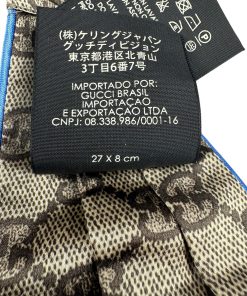 (株)ケリングジャパン
グッチディビジョン
東京都港区北青山
3丁目6番7号
IMPORTADO POR:
GUCCI BRASIL
IMPORTAÇAO
E EXPORTAÇAO LTDA
CNPJ: 08.338.986/0001-16
27 X 8 cm